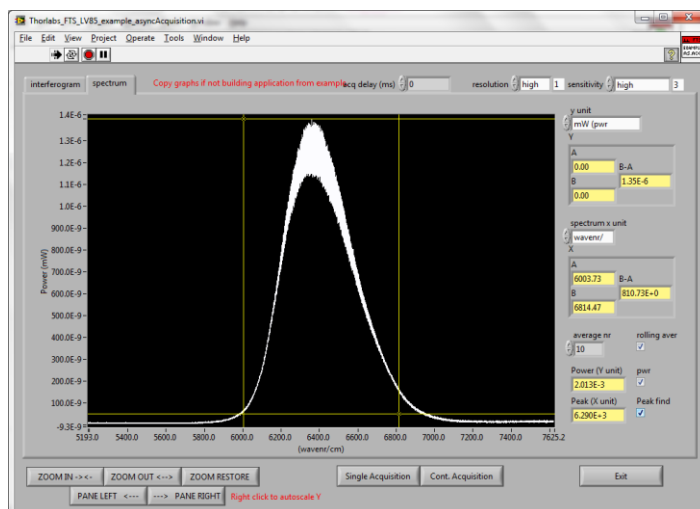 Thorlabs_FTS_LV85_example_asyncAcquisition.vi
File Edit View Project Operate Tools Window Help
interferogram spectrum Copy graphs if not building application from example acq delay (ms) 0 resolution high 1 sensitivity high 3
1.4E-6
1.3E-6
1.2E-6
1.1E-6
1.0E-6
900.0E-9
800.0E-9
700.0E-9
600.0E-9
500.0E-9
400.0E-9
300.0E-9
200.0E-9
100.0E-9
-9.3E-9
Power (mW)
5193.0 5400.0 5600.0 5800.0 6000.0 6200.0 6400.0 6600.0 6800.0 7000.0 7200.0 7400.0 7625.2
(wavenr/cm)
y unit
mW (pwr
Y
A
0.00 B-A
B 1.35E-6
0.00
spectrum x unit
wavenr/
X
A
6003.73 B-A
B 810.73E+0
6814.47
average nr rolling aver
10
Power (Y unit) pwr
2.013E-3
Peak (X unit) Peak find
6.290E+3
ZOOM IN -><- ZOOM OUT <--> ZOOM RESTORE Single Acquisition Cont. Acquisition Exit
PANE LEFT <--- ---> PANE RIGHT Right click to autoscale Y